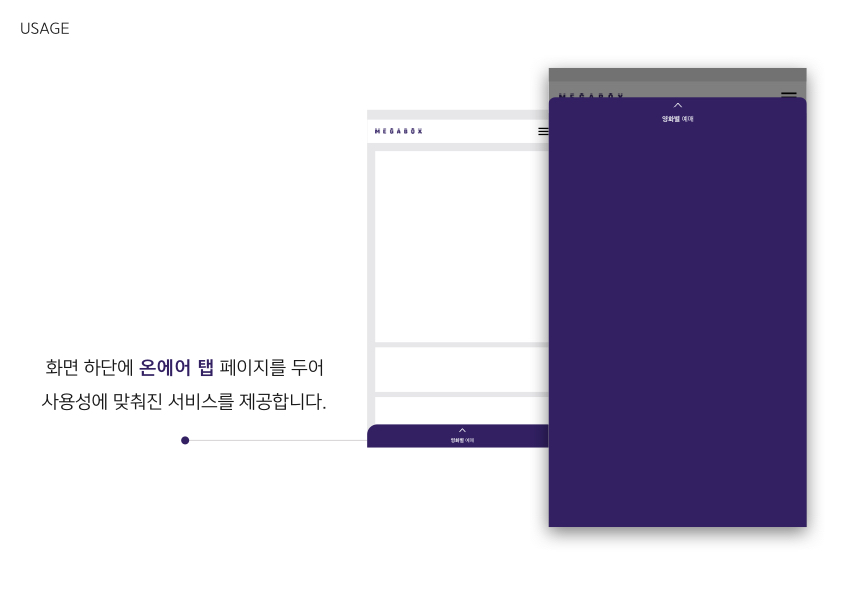 USAGE
MEGABOX
영화별 예매
화면 하단에 온에어 탭 페이지를 두어
사용성에 맞춰진 서비스를 제공합니다.
MEGABOX
영화별 예매